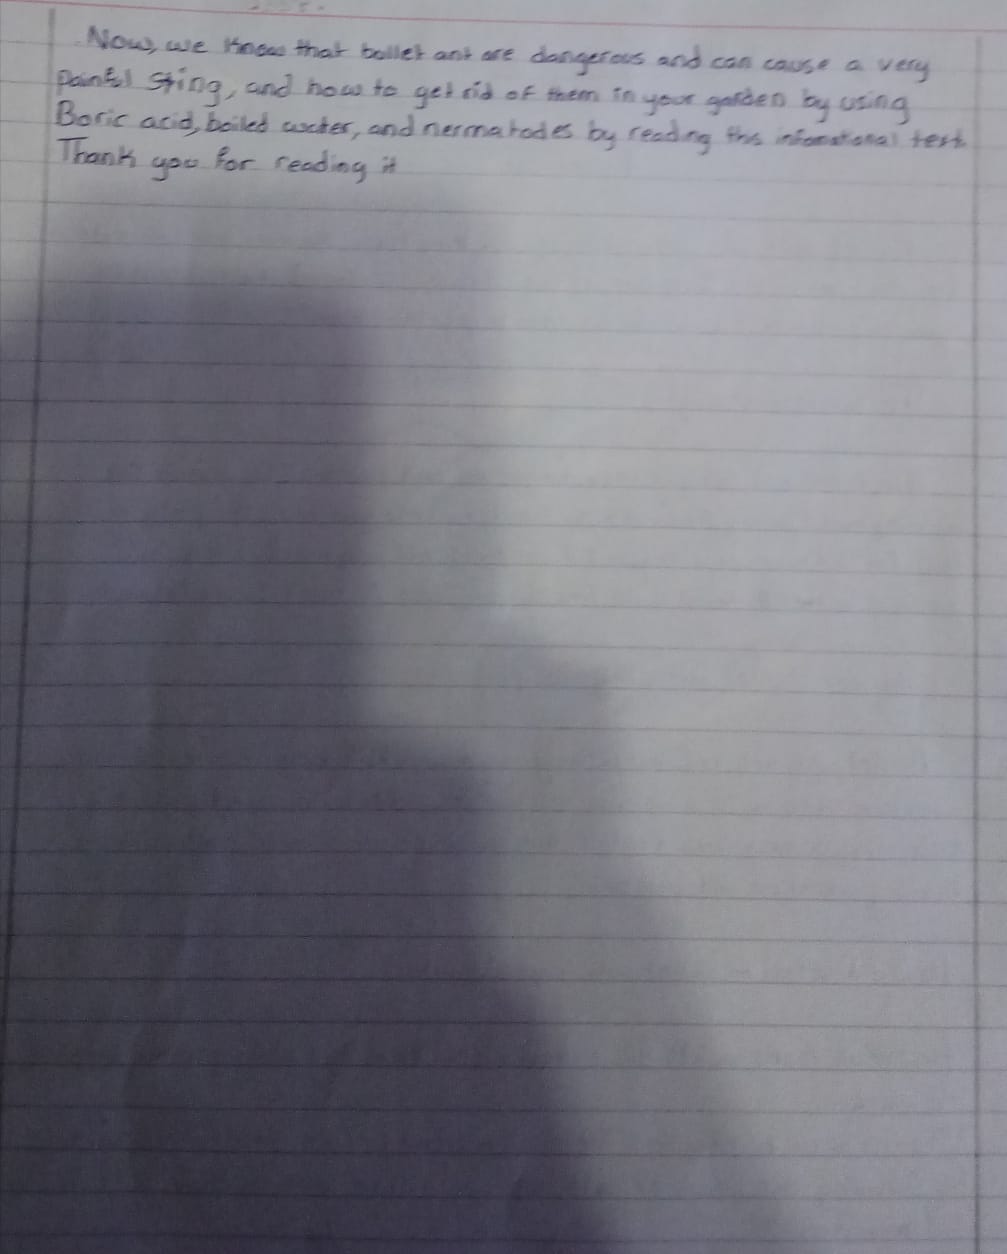 Now, we know that bollet ant are dangerous and can cause a very
painful sting, and how to get rid of them in your garden by using
Boric acid, boiled water, and nermatodes by reading this informational text
Thank you for reading it